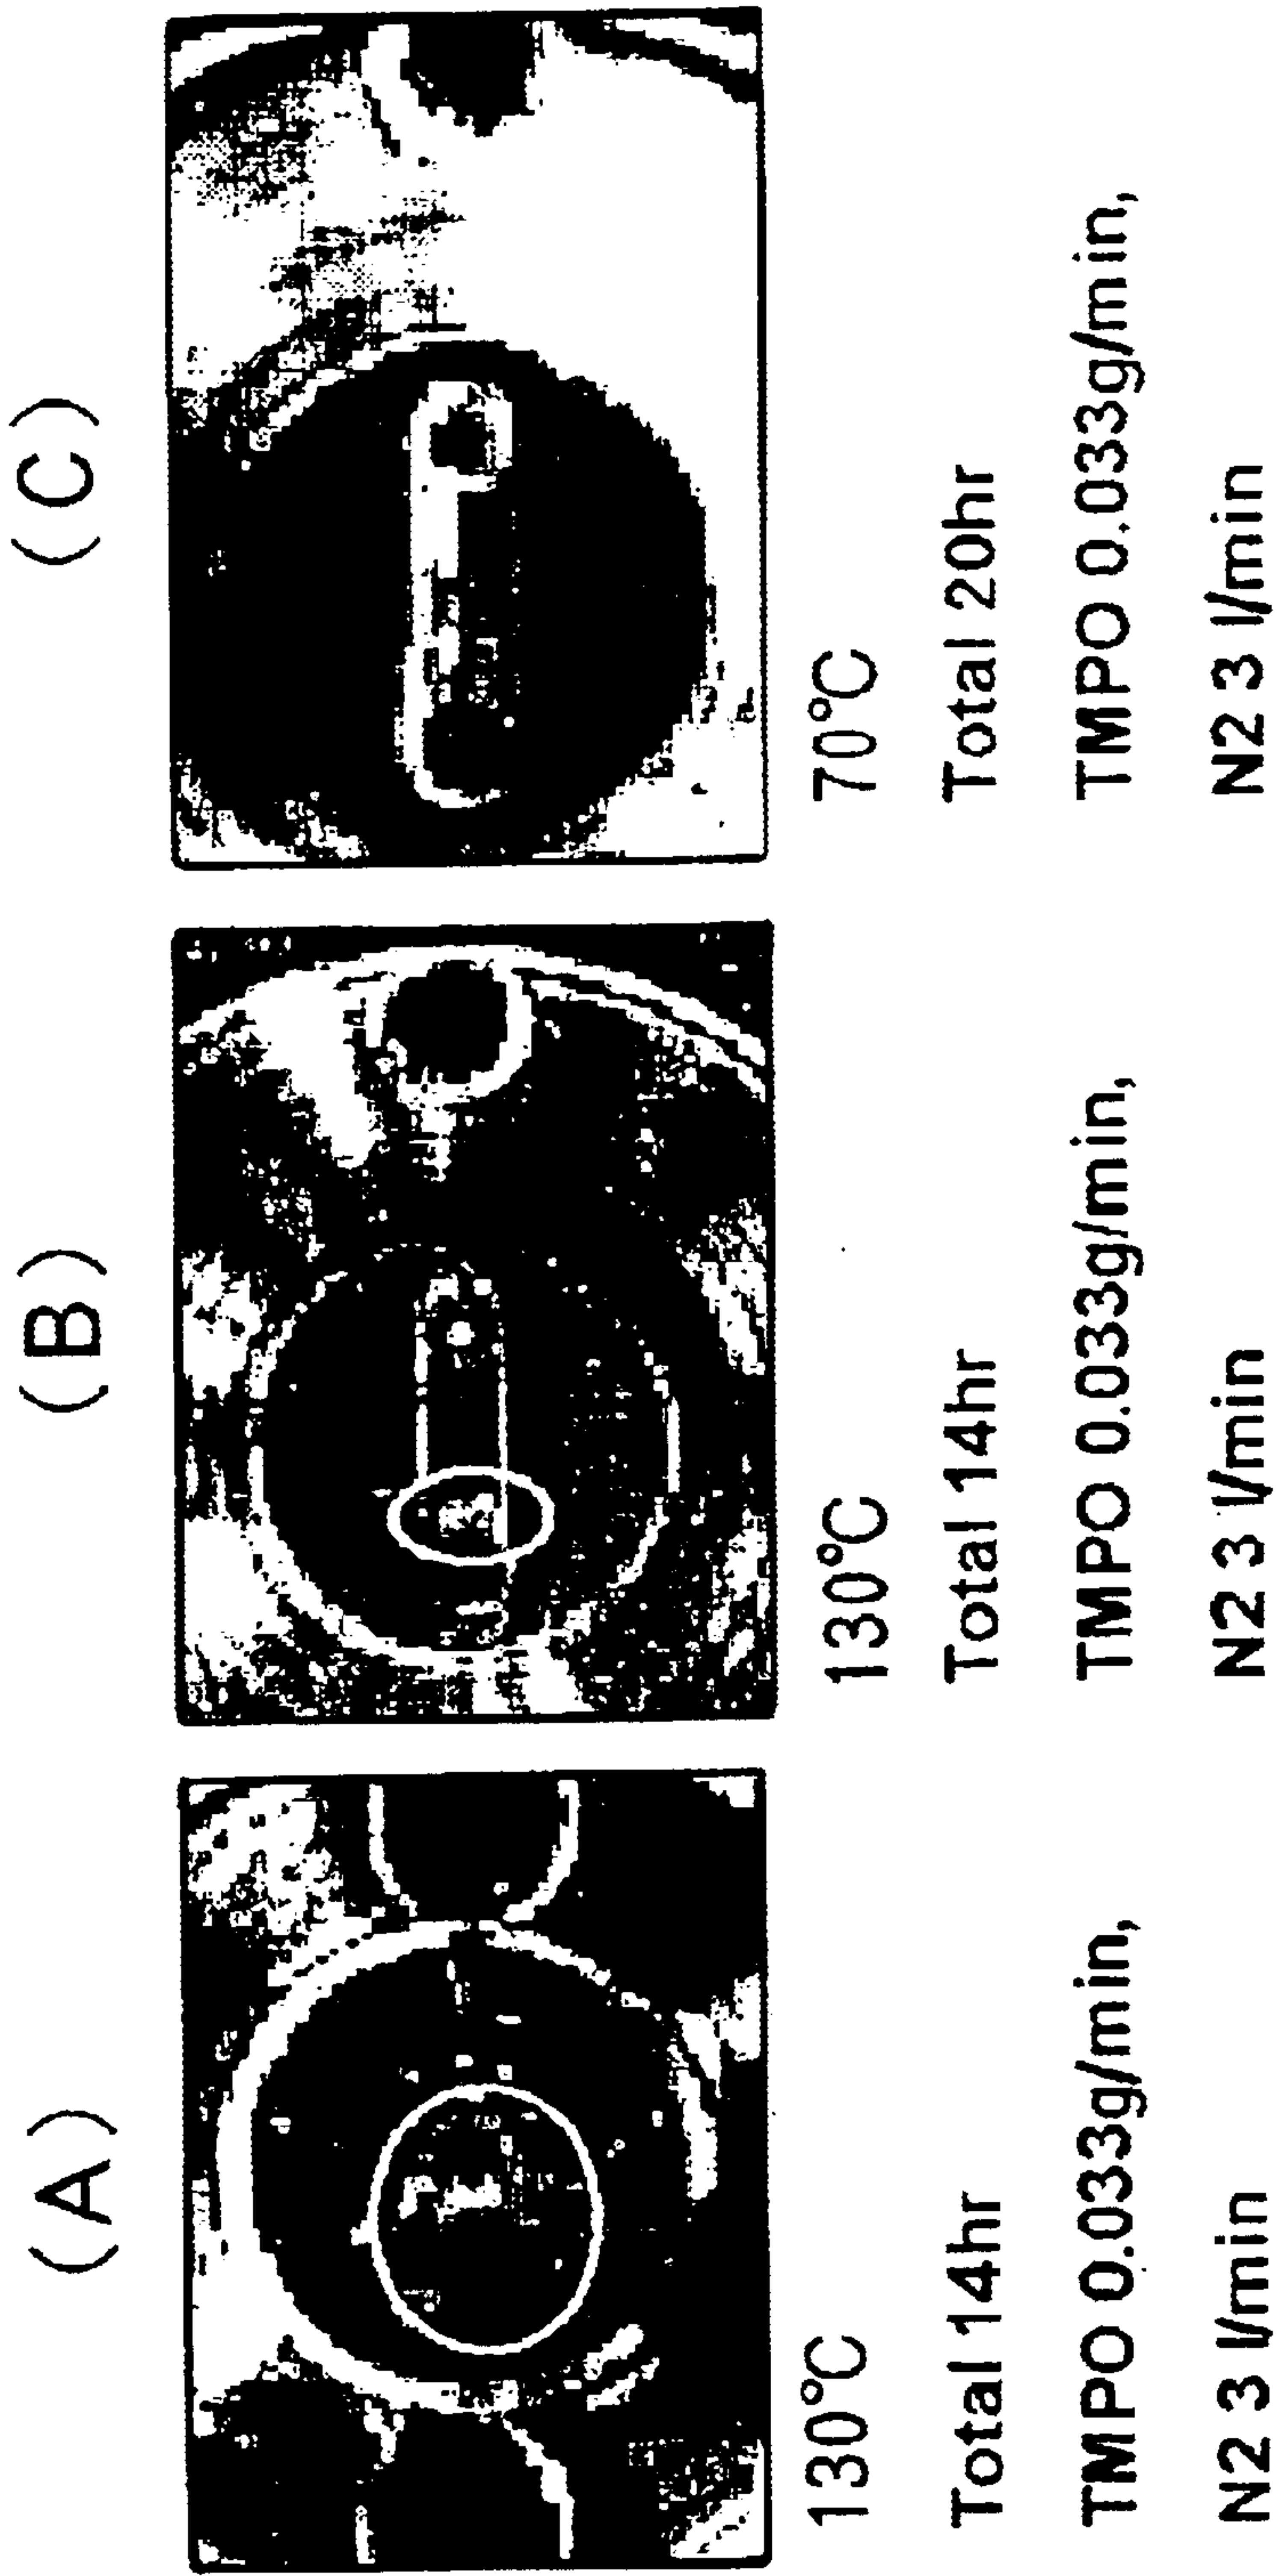 (A)
130°C
Total 14hr
TMPO 0.033g/min,
N2 3 l/min
(B)
130°C
Total 14hr
TMPO 0.033g/min,
N2 3 l/min
(C)
70°C
Total 20hr
TMPO 0.033g/min,
N2 3 l/min